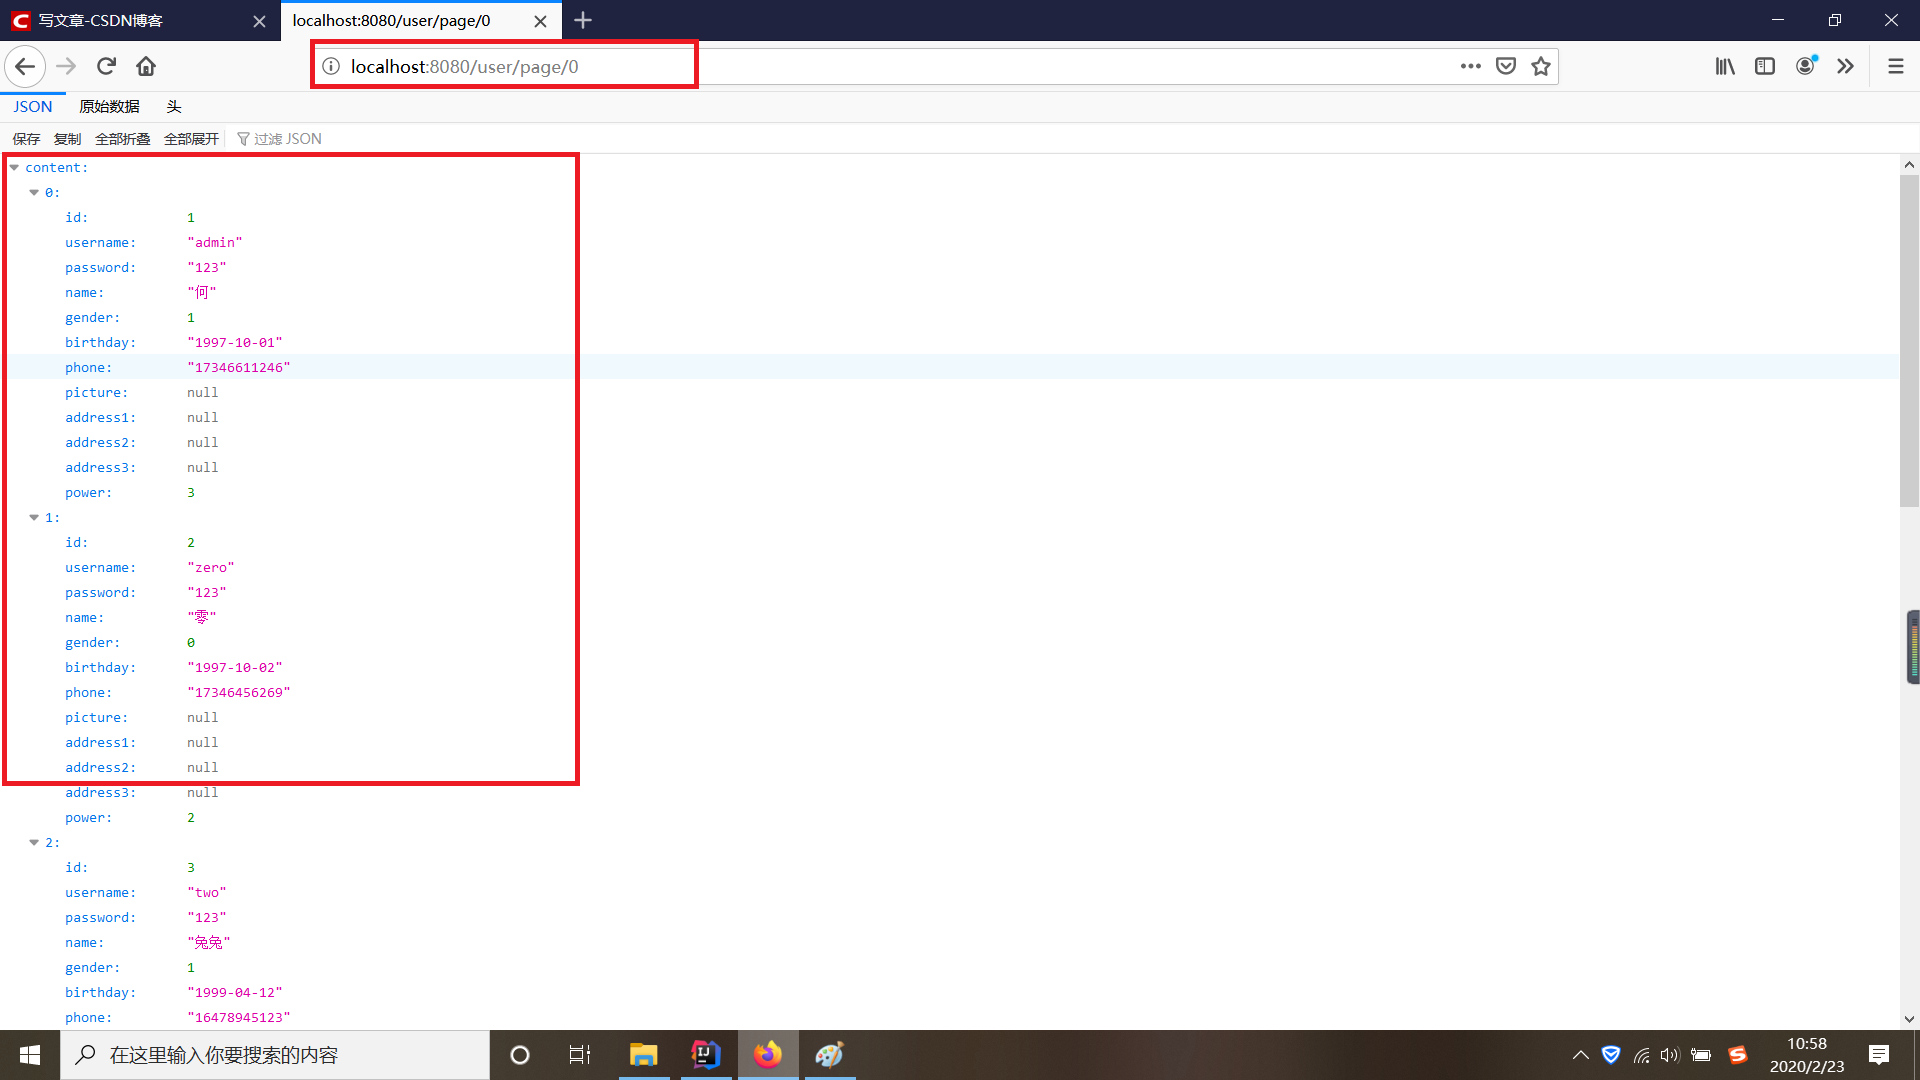 写文章-CSDN博客
localhost:8080/user/page/0
localhost:8080/user/page/0
JSON 原始数据 头
保存 复制 全部折叠 全部展开 过滤 JSON
content:
0:
id: 1
username: "admin"
password: "123"
name: "何"
gender: 1
birthday: "1997-10-01"
phone: "17346611246"
picture: null
address1: null
address2: null
address3: null
power: 3
1:
id: 2
username: "zero"
password: "123"
name: "零"
gender: 0
birthday: "1997-10-02"
phone: "17346456269"
picture: null
address1: null
address2: null
address3: null
power: 2
2:
id: 3
username: "two"
password: "123"
name: "兔兔"
gender: 1
birthday: "1999-04-12"
phone: "16478945123"
在这里输入你要搜索的内容
10:58
2020/2/23